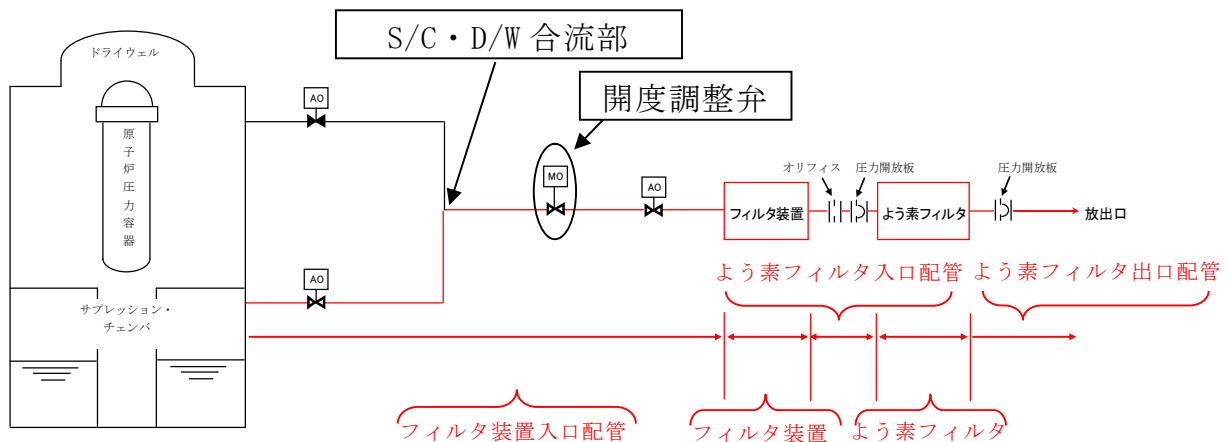 S/C・D/W合流部
ドライウェル
開度調整弁
AO
原子炉圧力容器
MO
AO
オリフィス
圧力開放板
圧力開放板
フィルタ装置
よう素フィルタ
放出口
AO
よう素フィルタ入口配管
よう素フィルタ出口配管
サプレッション・
チェンバ
フィルタ装置入口配管
フィルタ装置
よう素フィルタ